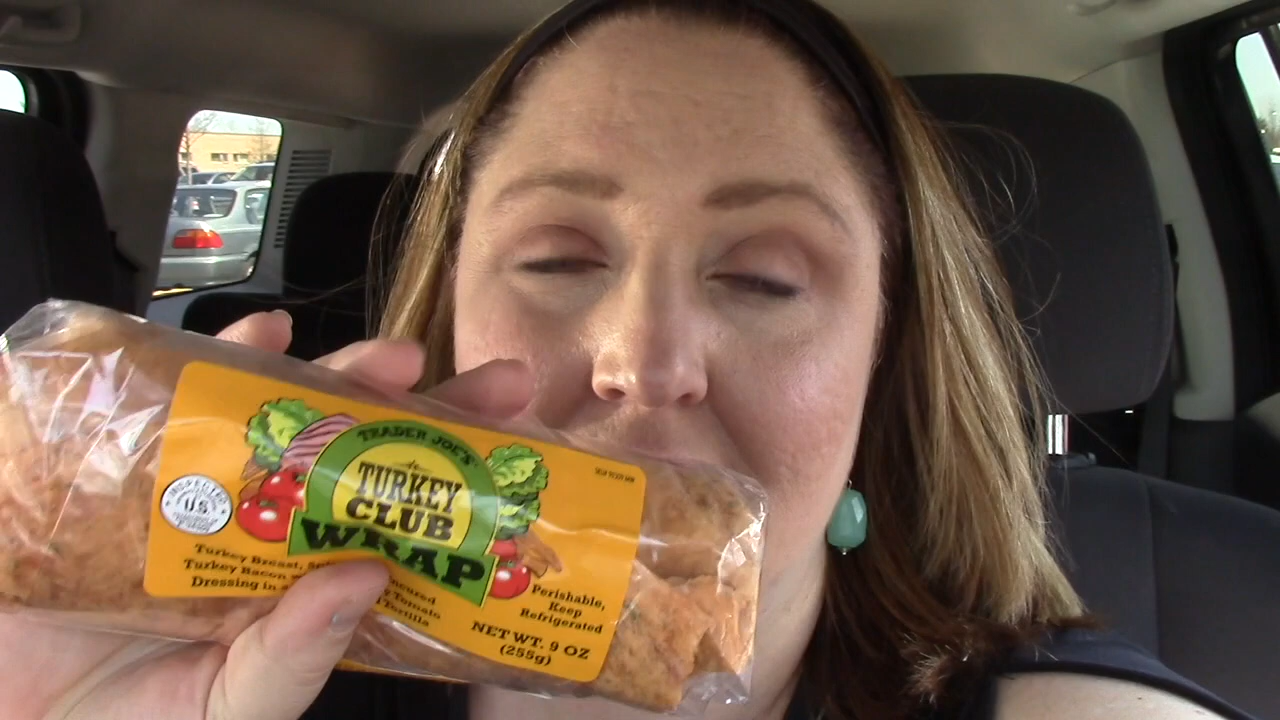 TRADER JOE'S
TURKEY
CLUB
WRAP
INSPECTED
U.S.
Turkey Breast,
Turkey Bacon
Dressing in a
uncured
Tomato
Tortilla
Perishable,
Keep
Refrigerated
NET WT. 9 OZ
(255g)